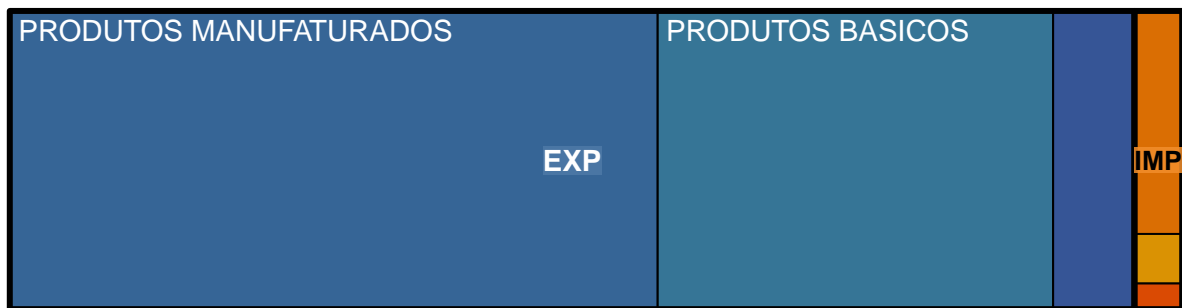 PRODUTOS MANUFATURADOS
PRODUTOS BASICOS
EXP
IMP